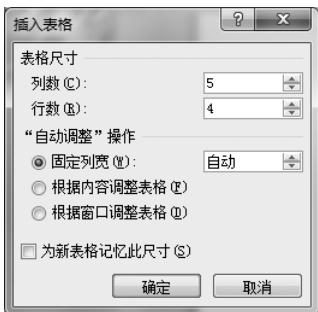 插入表格
表格尺寸
列数(C): 5
行数(R): 4
“自动调整”操作
固定列宽(W): 自动
根据内容调整表格(F)
根据窗口调整表格(D)
为新表格记忆此尺寸(S)
确定 取消